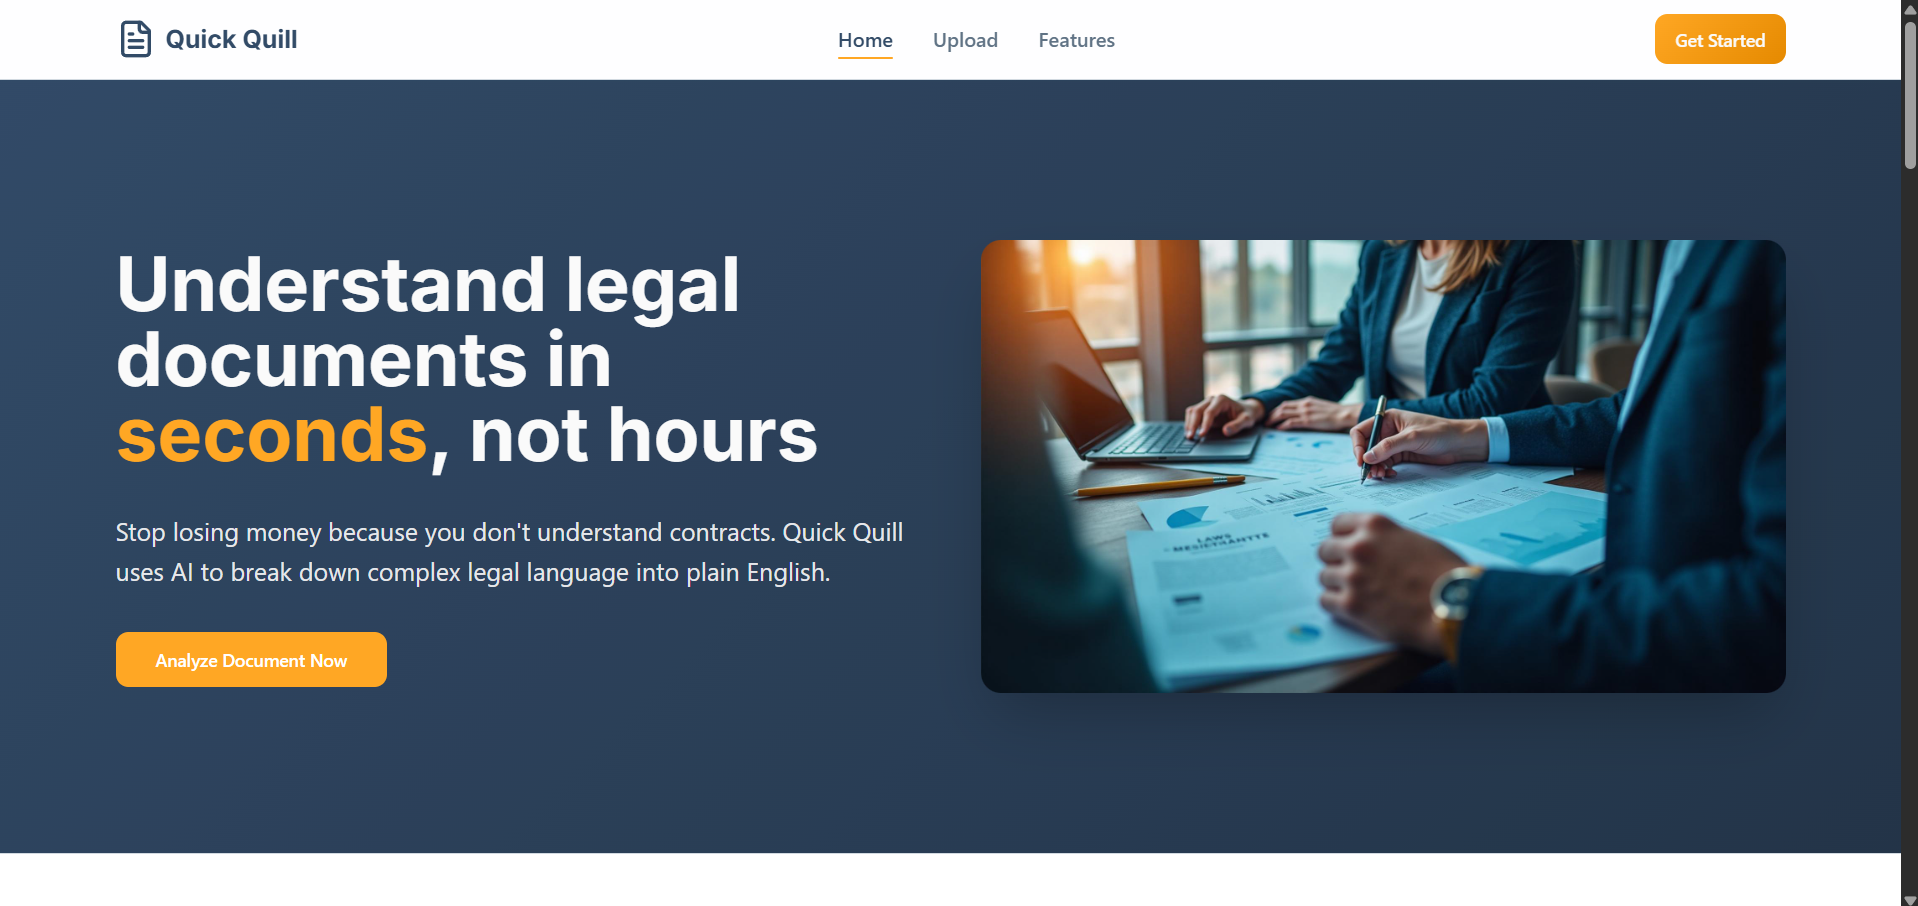 Quick Quill
Home
Upload
Features
Get Started
Understand legal
documents in
seconds, not hours
Stop losing money because you don't understand contracts. Quick Quill
uses AI to break down complex legal language into plain English.
Analyze Document Now
LAWS